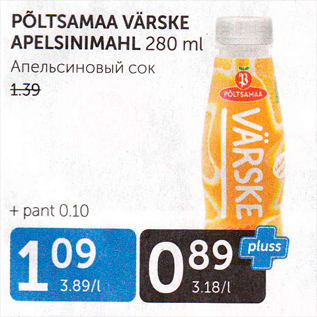 PÕLTSAMAA VÄRSKE
APELSINIMAHL 280 ml
Апельсиновый сок
1.39
PÕLTSAMAA
VÄRSKE
+ pant 0.10
1 09
3.89/l
0 89
3.18/l
pluss